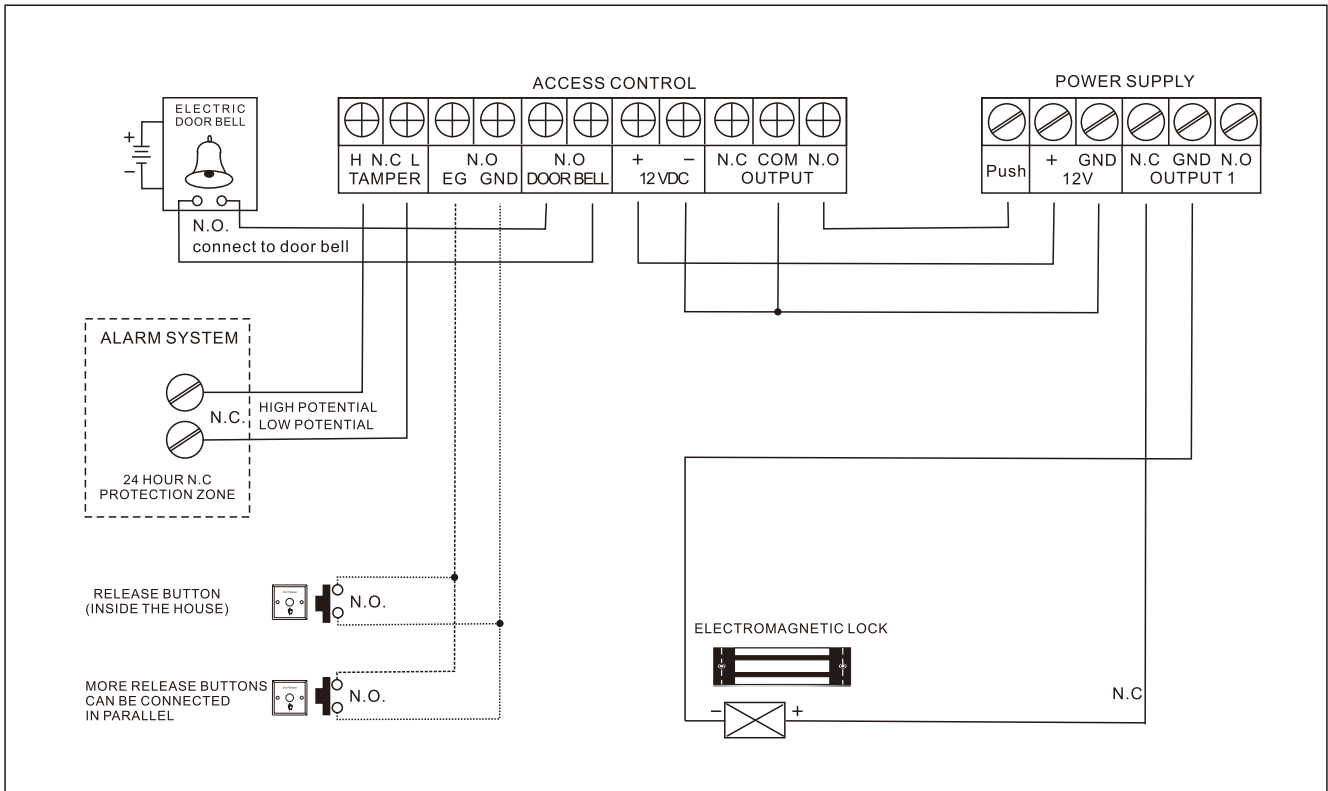 ACCESS CONTROL
POWER SUPPLY
ELECTRIC
DOOR BELL
+
−
N.O.
connect to door bell
H N.C L
TAMPER
N.O
EG GND
N.O
DOOR BELL
+ −
12 VDC
N.C COM N.O
OUTPUT
Push
+ GND
12V
N.C GND N.O
OUTPUT 1
ALARM SYSTEM
N.C.
HIGH POTENTIAL
LOW POTENTIAL
24 HOUR N.C
PROTECTION ZONE
RELEASE BUTTON
(INSIDE THE HOUSE)
N.O.
MORE RELEASE BUTTONS
CAN BE CONNECTED
IN PARALLEL
N.O.
ELECTROMAGNETIC LOCK
− +
N.C